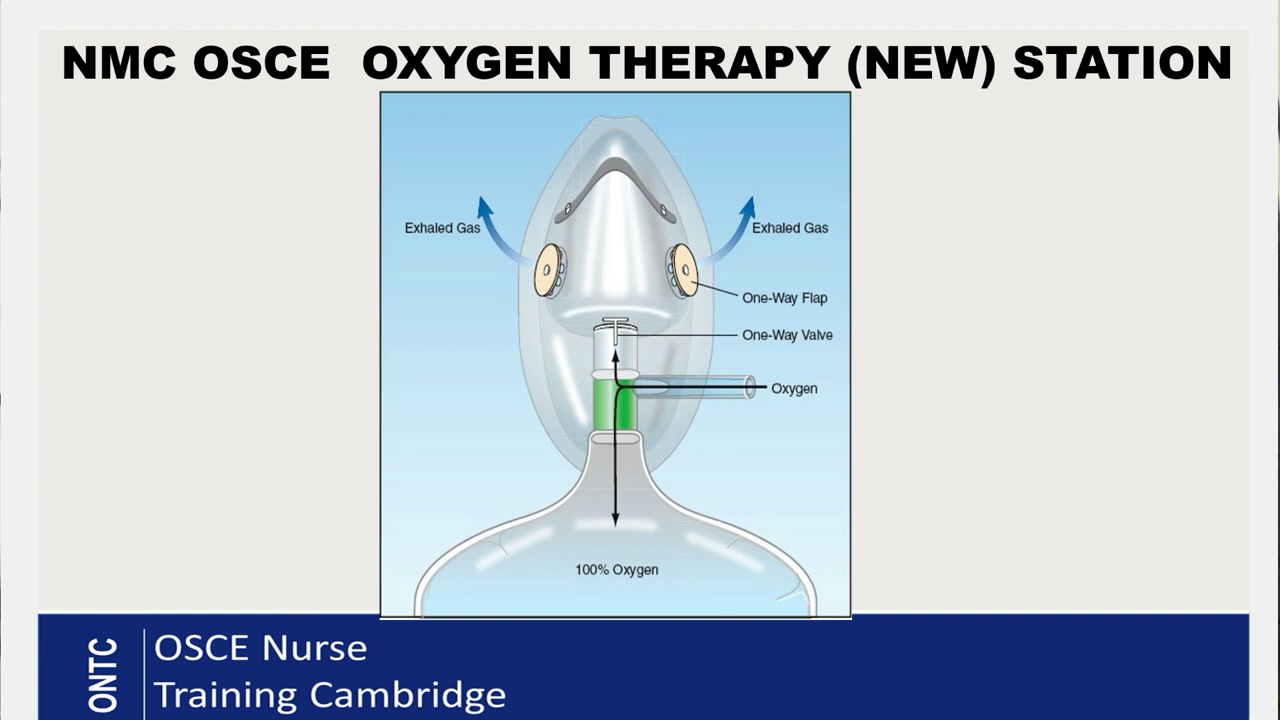 NMC OSCE OXYGEN THERAPY (NEW) STATION
Exhaled Gas
Exhaled Gas
One-Way Flap
One-Way Valve
Oxygen
100% Oxygen
ONTC
OSCE Nurse
Training Cambridge